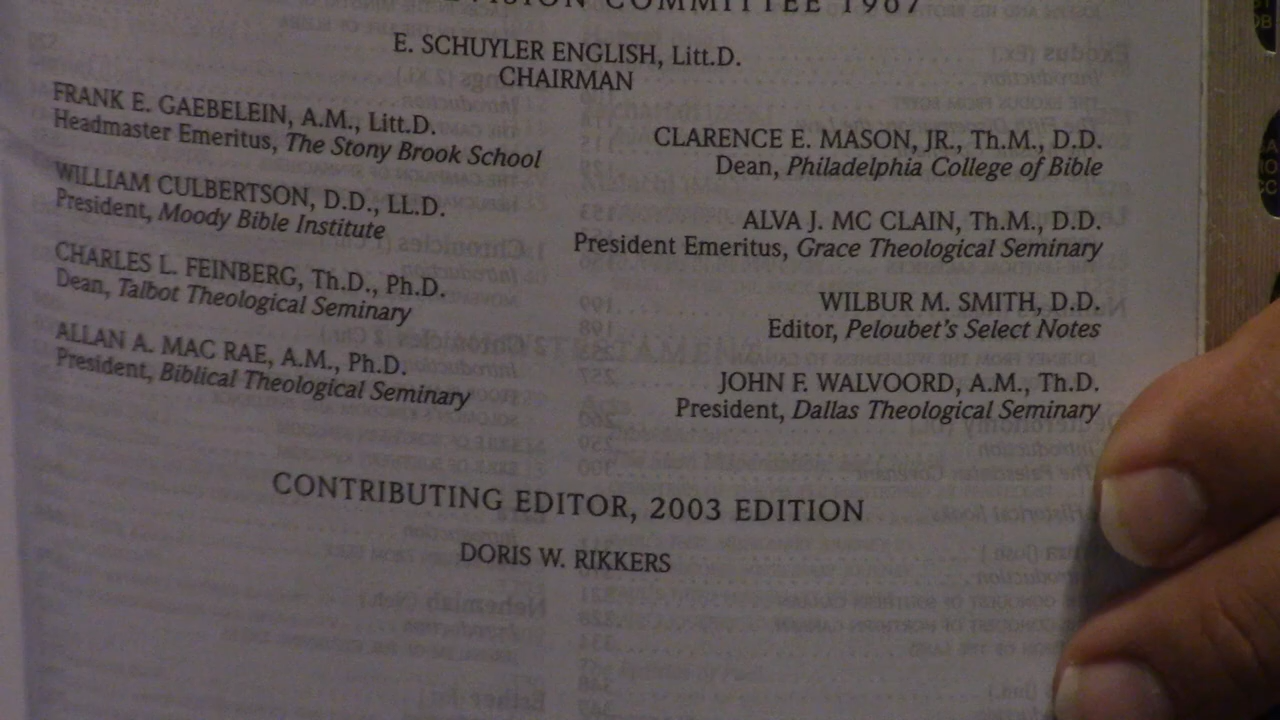 COMMITTEE 1967
E. SCHUYLER ENGLISH, Litt.D.
CHAIRMAN
FRANK E. GAEBELEIN, A.M., Litt.D.
Headmaster Emeritus, The Stony Brook School
WILLIAM CULBERTSON, D.D., LL.D.
President, Moody Bible Institute
CHARLES L. FEINBERG, Th.D., Ph.D.
Dean, Talbot Theological Seminary
ALLAN A. MAC RAE, A.M., Ph.D.
President, Biblical Theological Seminary
CLARENCE E. MASON, JR., Th.M., D.D.
Dean, Philadelphia College of Bible
ALVA J. MC CLAIN, Th.M., D.D.
President Emeritus, Grace Theological Seminary
WILBUR M. SMITH, D.D.
Editor, Peloubet's Select Notes
JOHN F. WALVOORD, A.M., Th.D.
President, Dallas Theological Seminary
CONTRIBUTING EDITOR, 2003 EDITION
DORIS W. RIKKERS